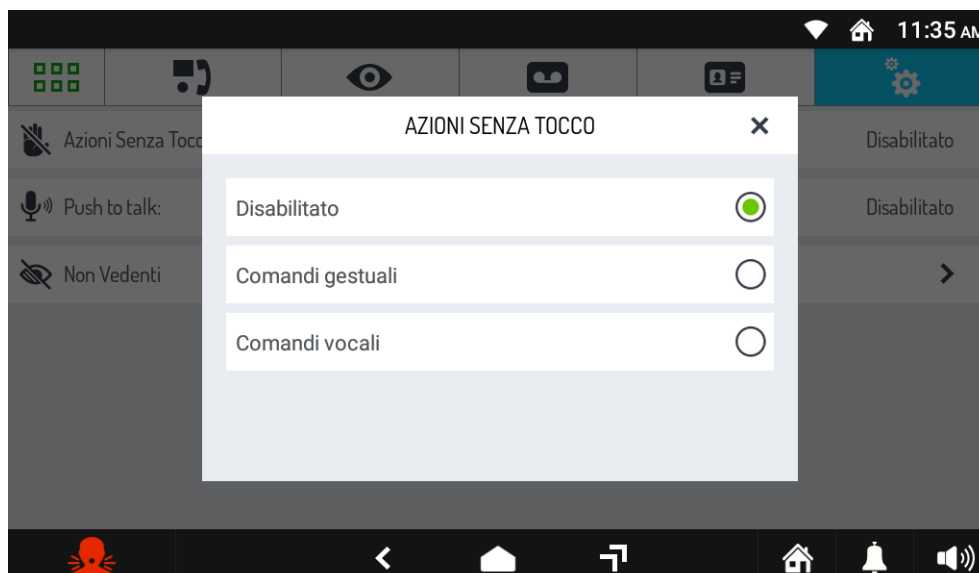 11:35 AM
AZIONI SENZA TOCCO
Azioni Senza Tocc
Disabilitato
Disabilitato
Push to talk:
Disabilitato
Comandi gestuali
Non Vedenti
Comandi vocali